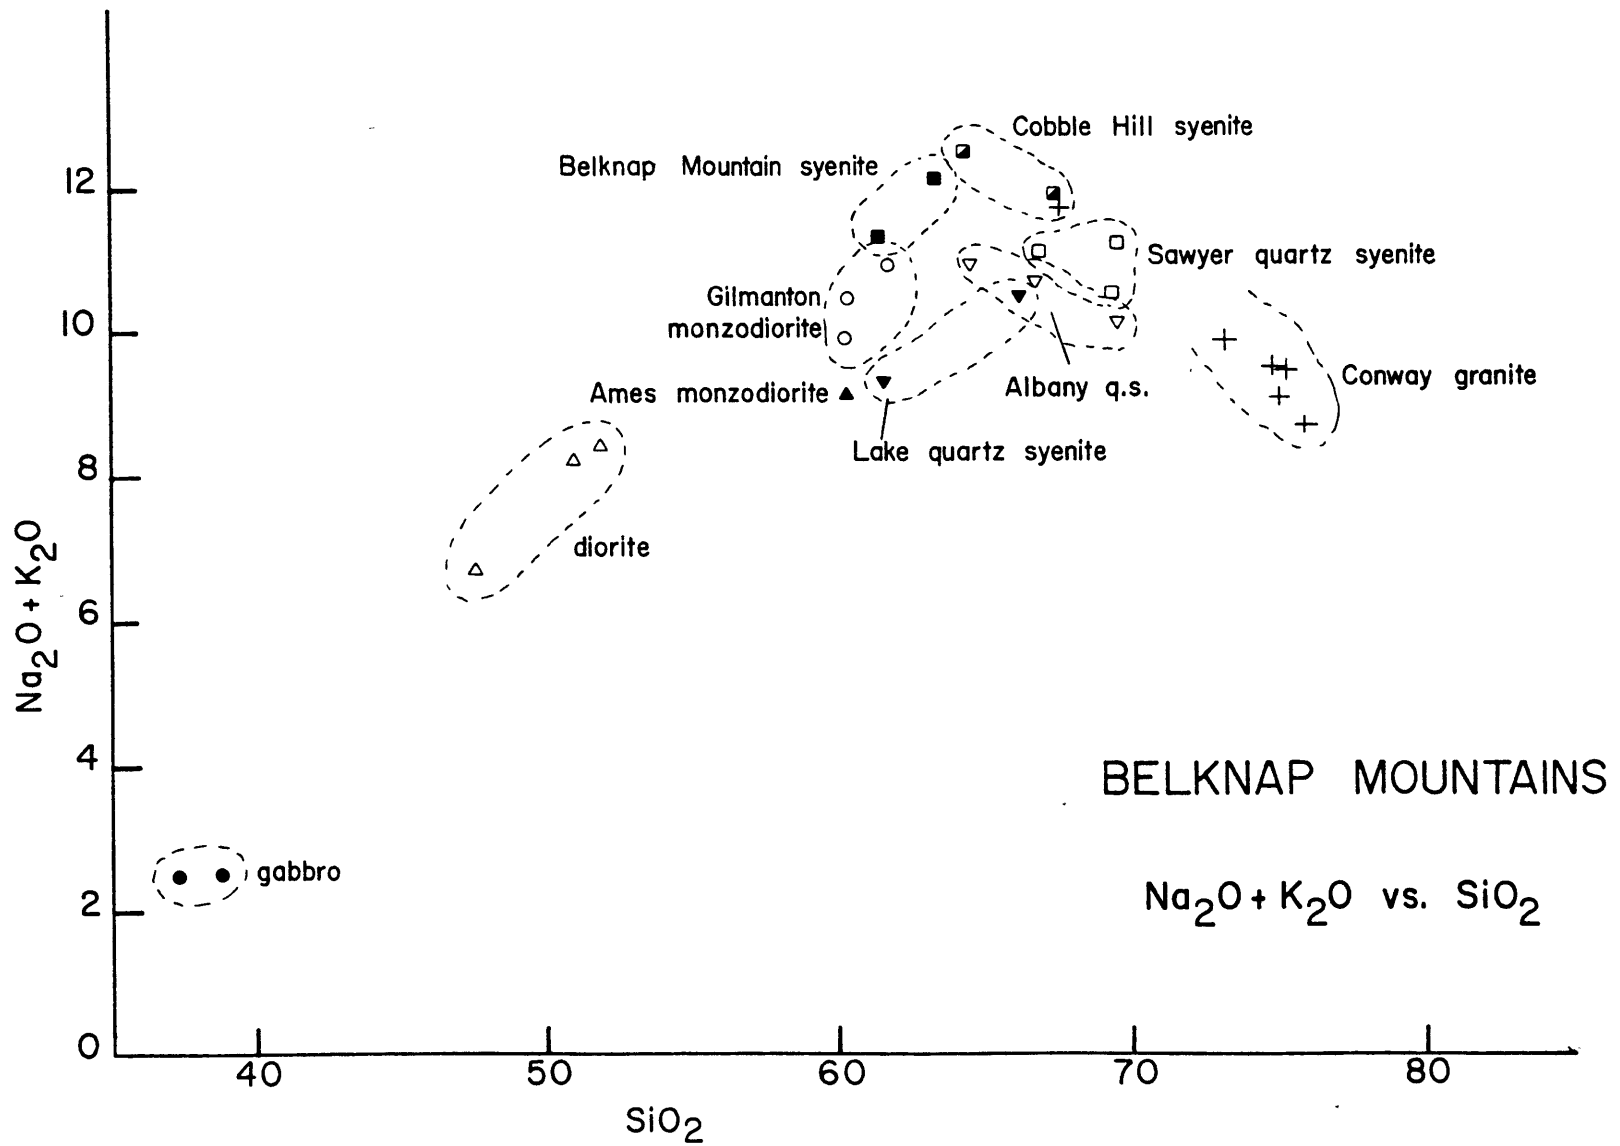 Cobble Hill syenite
Belknap Mountain syenite
12
Sawyer quartz syenite
Gilmanton
monzodiorite
10
Conway granite
Albany q.s.
Ames monzodiorite
Lake quartz syenite
8
diorite
Na₂O + K₂O
6
4
BELKNAP MOUNTAINS
gabbro
Na₂O + K₂O vs. SiO₂
2
0
40 50 60 70 80
SiO₂